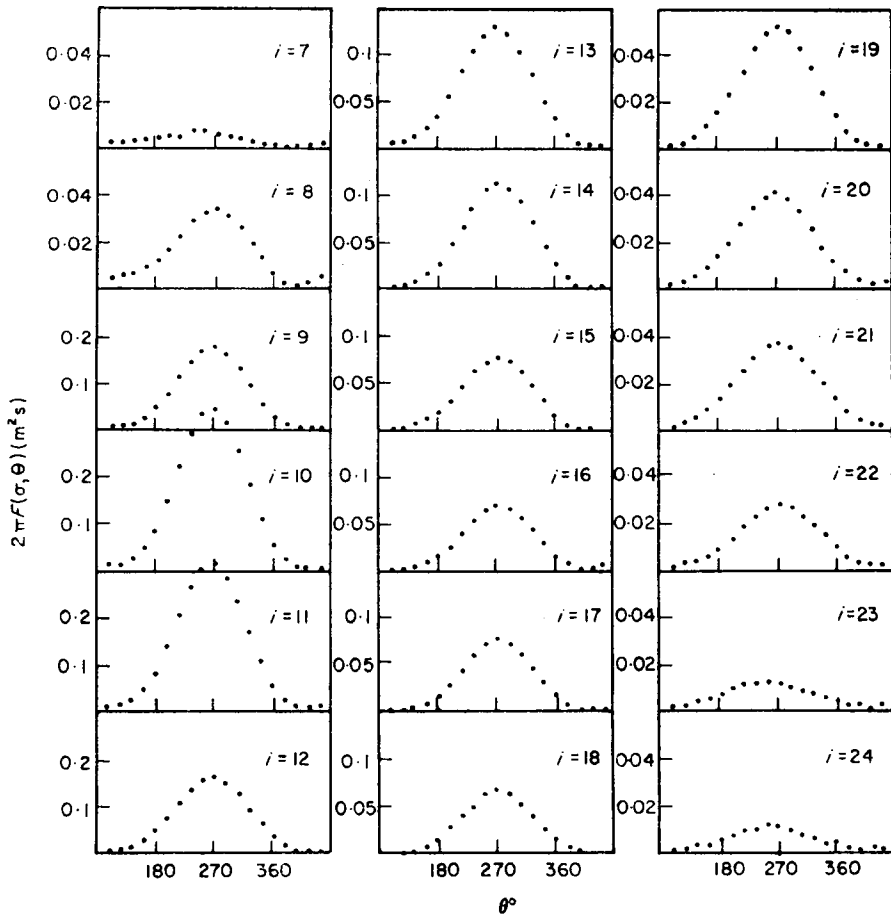 0·04 i=7 0·1 i=13 0·04 i=19
0·02 0·05 0·02
0·04 i=8 0·1 i=14 0·04 i=20
0·02 0·05 0·02
0·2 i=9 0·1 i=15 0·04 i=21
0·1 0·05 0·02
0·2 i=10 0·1 i=16 0·04 i=22
0·1 0·05 0·02
0·2 i=11 0·1 i=17 0·04 i=23
0·1 0·05 0·02
0·2 i=12 0·1 i=18 0·04 i=24
0·1 0·05 0·02
180 270 360 180 270 360 180 270 360
θ°
2πF(σ,θ)(m²s)